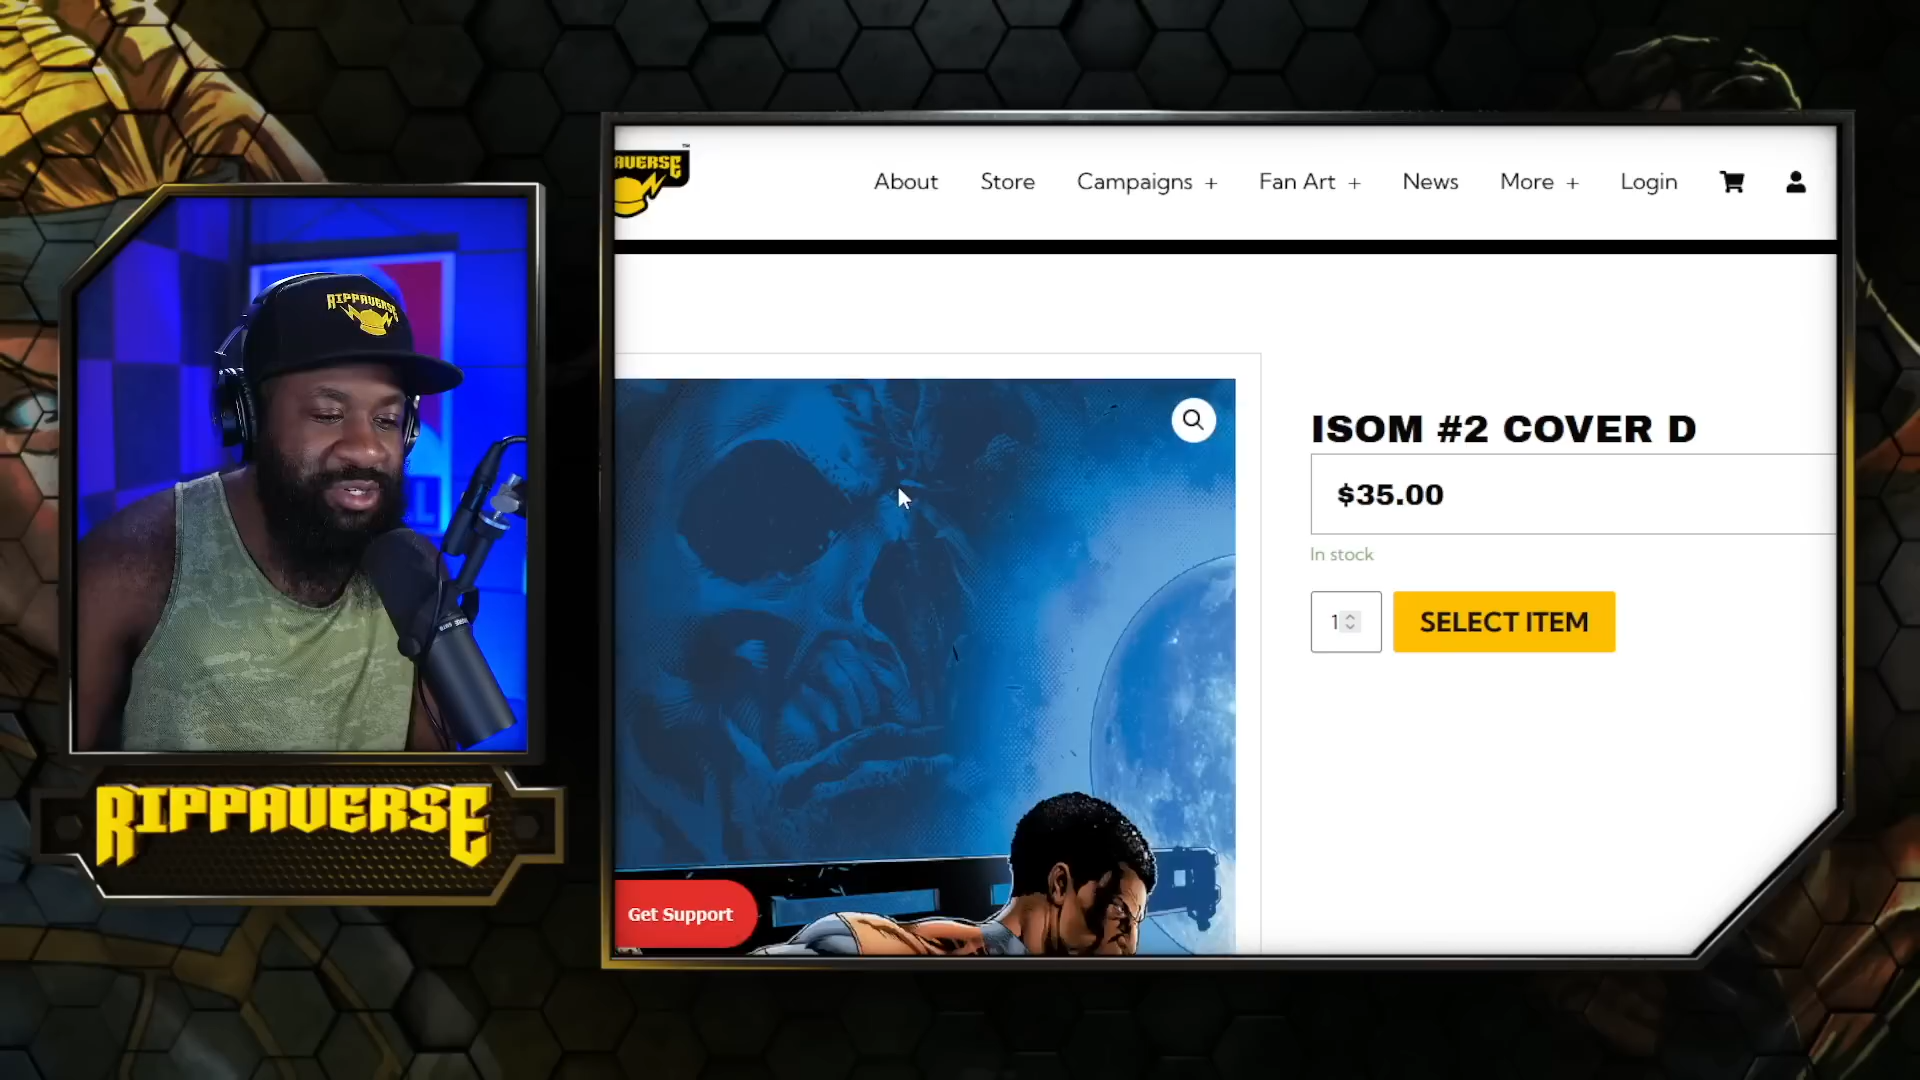 RIPPAVERSE
RIPPAVERSE
AVERSE
™
About
Store
Campaigns +
Fan Art +
News
More +
Login
ISOM #2 COVER D
$35.00
In stock
1
SELECT ITEM
Get Support